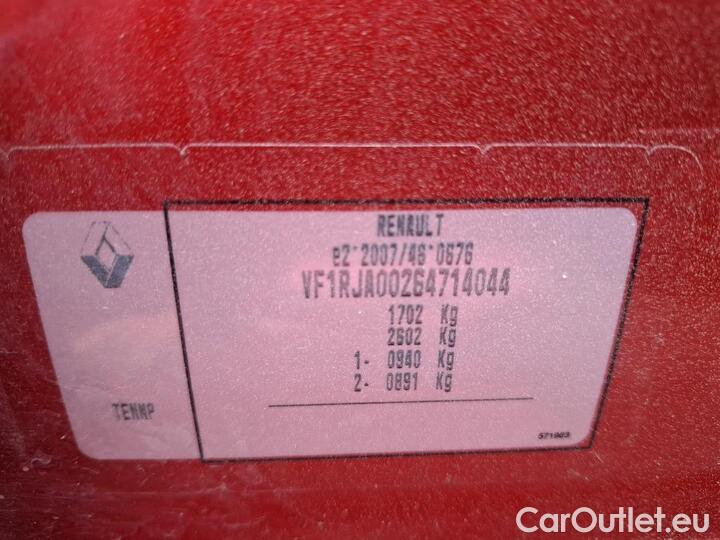 RENAULT
e2*2007/46*0676
VF1RJA00264714044
1702 Kg
2602 Kg
1- 0940 Kg
2- 0891 Kg
TENNP
571903
CarOutlet.eu